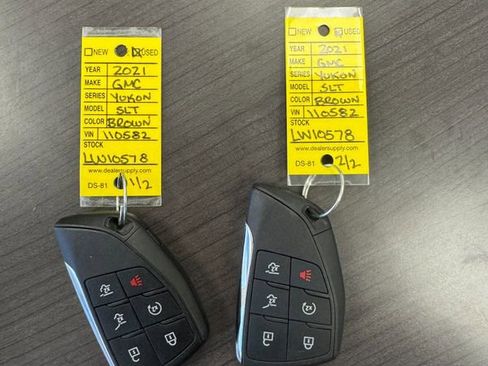 NEW USED
YEAR 2021
MAKE GMC
SERIES YUKON
MODEL SLT
COLOR BROWN
VIN 110582
STOCK
LW10578
www.dealersupply.com
DS-81 1/2
NEW USED
YEAR 2021
MAKE GMC
SERIES YUKON
MODEL SLT
COLOR BROWN
VIN 110582
STOCK
LW10578
www.dealersupply.com
DS-81 2/2